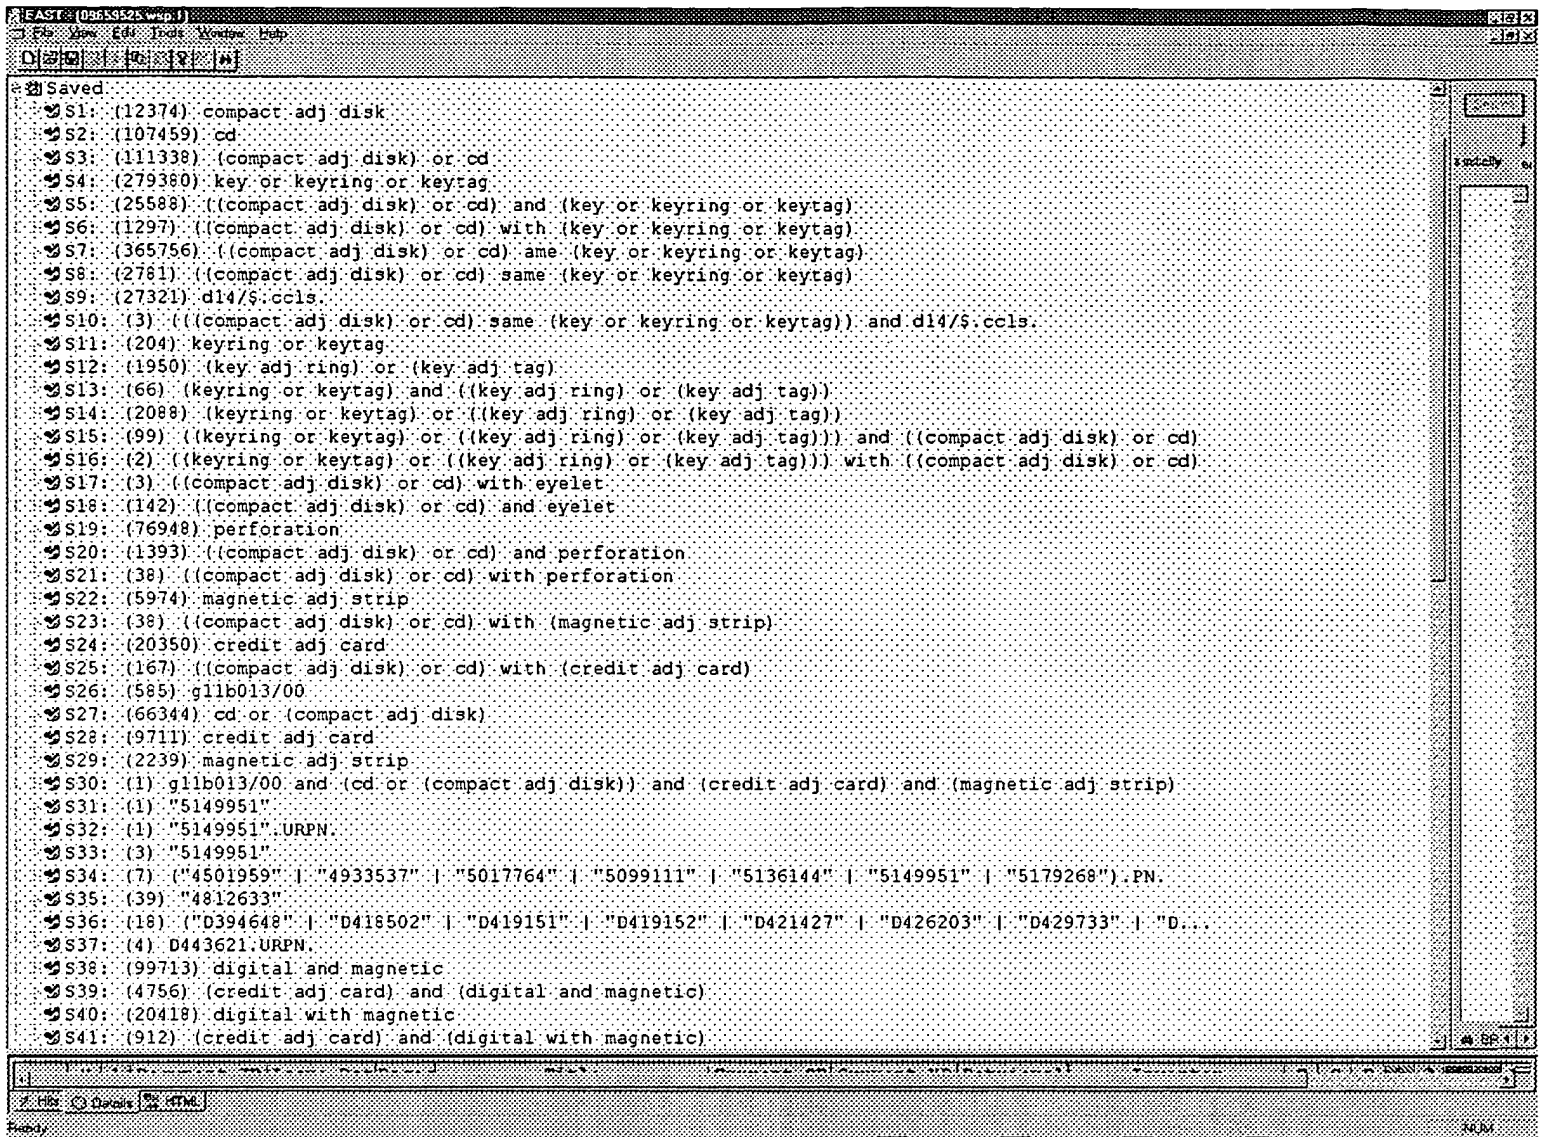 EAST - [09659525.wsp:1]
File View Edit Tools Window Help
Saved
S1: (12374) compact adj disk
S2: (107459) cd
S3: (111338) (compact adj disk) or cd
S4: (279380) key or keyring or keytag
S5: (25588) ((compact adj disk) or cd) and (key or keyring or keytag)
S6: (1297) ((compact adj disk) or cd) with (key or keyring or keytag)
S7: (365756) ((compact adj disk) or cd) ame (key or keyring or keytag)
S8: (2781) ((compact adj disk) or cd) same (key or keyring or keytag)
S9: (27321) d14/$.ccls.
S10: (3) (((compact adj disk) or cd) same (key or keyring or keytag)) and d14/$.ccls.
S11: (204) keyring or keytag
S12: (1950) (key adj ring) or (key adj tag)
S13: (66) (keyring or keytag) and ((key adj ring) or (key adj tag))
S14: (2088) (keyring or keytag) or ((key adj ring) or (key adj tag))
S15: (99) ((keyring or keytag) or ((key adj ring) or (key adj tag))) and ((compact adj disk) or cd)
S16: (2) ((keyring or keytag) or ((key adj ring) or (key adj tag))) with ((compact adj disk) or cd)
S17: (3) ((compact adj disk) or cd) with eyelet
S18: (142) ((compact adj disk) or cd) and eyelet
S19: (76948) perforation
S20: (1393) ((compact adj disk) or cd) and perforation
S21: (38) ((compact adj disk) or cd) with perforation
S22: (5974) magnetic adj strip
S23: (38) ((compact adj disk) or cd) with (magnetic adj strip)
S24: (20350) credit adj card
S25: (167) ((compact adj disk) or cd) with (credit adj card)
S26: (585) g11b013/00
S27: (66344) cd or (compact adj disk)
S28: (9711) credit adj card
S29: (2239) magnetic adj strip
S30: (1) g11b013/00 and (cd or (compact adj disk)) and (credit adj card) and (magnetic adj strip)
S31: (1) "5149951"
S32: (1) "5149951".URPN.
S33: (3) "5149951"
S34: (7) ("4501959" | "4933537" | "5017764" | "5099111" | "5136144" | "5149951" | "5179268").PN.
S35: (39) "4812633"
S36: (18) ("D394648" | "D418502" | "D419151" | "D419152" | "D421427" | "D426203" | "D429733" | "D...
S37: (4) D443621.URPN.
S38: (99713) digital and magnetic
S39: (4756) (credit adj card) and (digital and magnetic)
S40: (20418) digital with magnetic
S41: (912) (credit adj card) and (digital with magnetic)
Hits Details HTML
Ready NUM